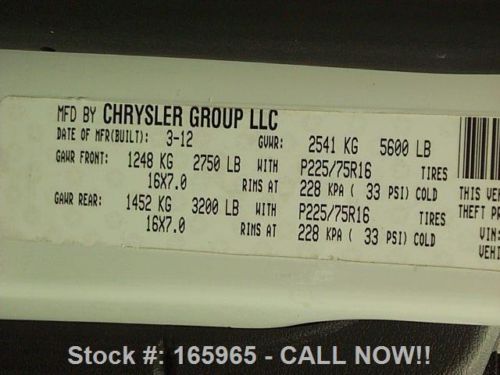 MFD BY CHRYSLER GROUP LLC
DATE OF MFR(BUILT): 3-12 GVWR: 2541 KG 5600 LB
GAWR FRONT: 1248 KG 2750 LB WITH P225/75R16 TIRES
16X7.0 RIMS AT 228 KPA ( 33 PSI) COLD
GAWR REAR: 1452 KG 3200 LB WITH P225/75R16 TIRES
16X7.0 RIMS AT 228 KPA ( 33 PSI) COLD
THIS VEH
THEFT PR
VIN:
VEHI
Stock #: 165965 - CALL NOW!!